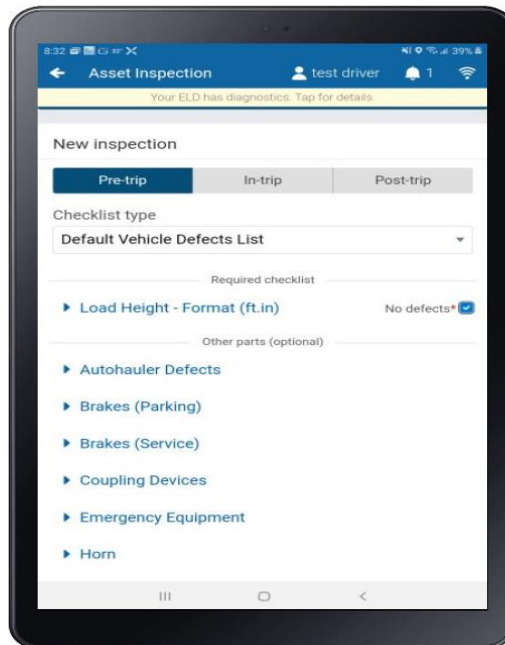 8:32 39%
Asset Inspection test driver 1
Your ELD has diagnostics. Tap for details.
New inspection
Pre-trip In-trip Post-trip
Checklist type
Default Vehicle Defects List
Required checklist
Load Height - Format (ft.in) No defects*
Other parts (optional)
Autohauler Defects
Brakes (Parking)
Brakes (Service)
Coupling Devices
Emergency Equipment
Horn